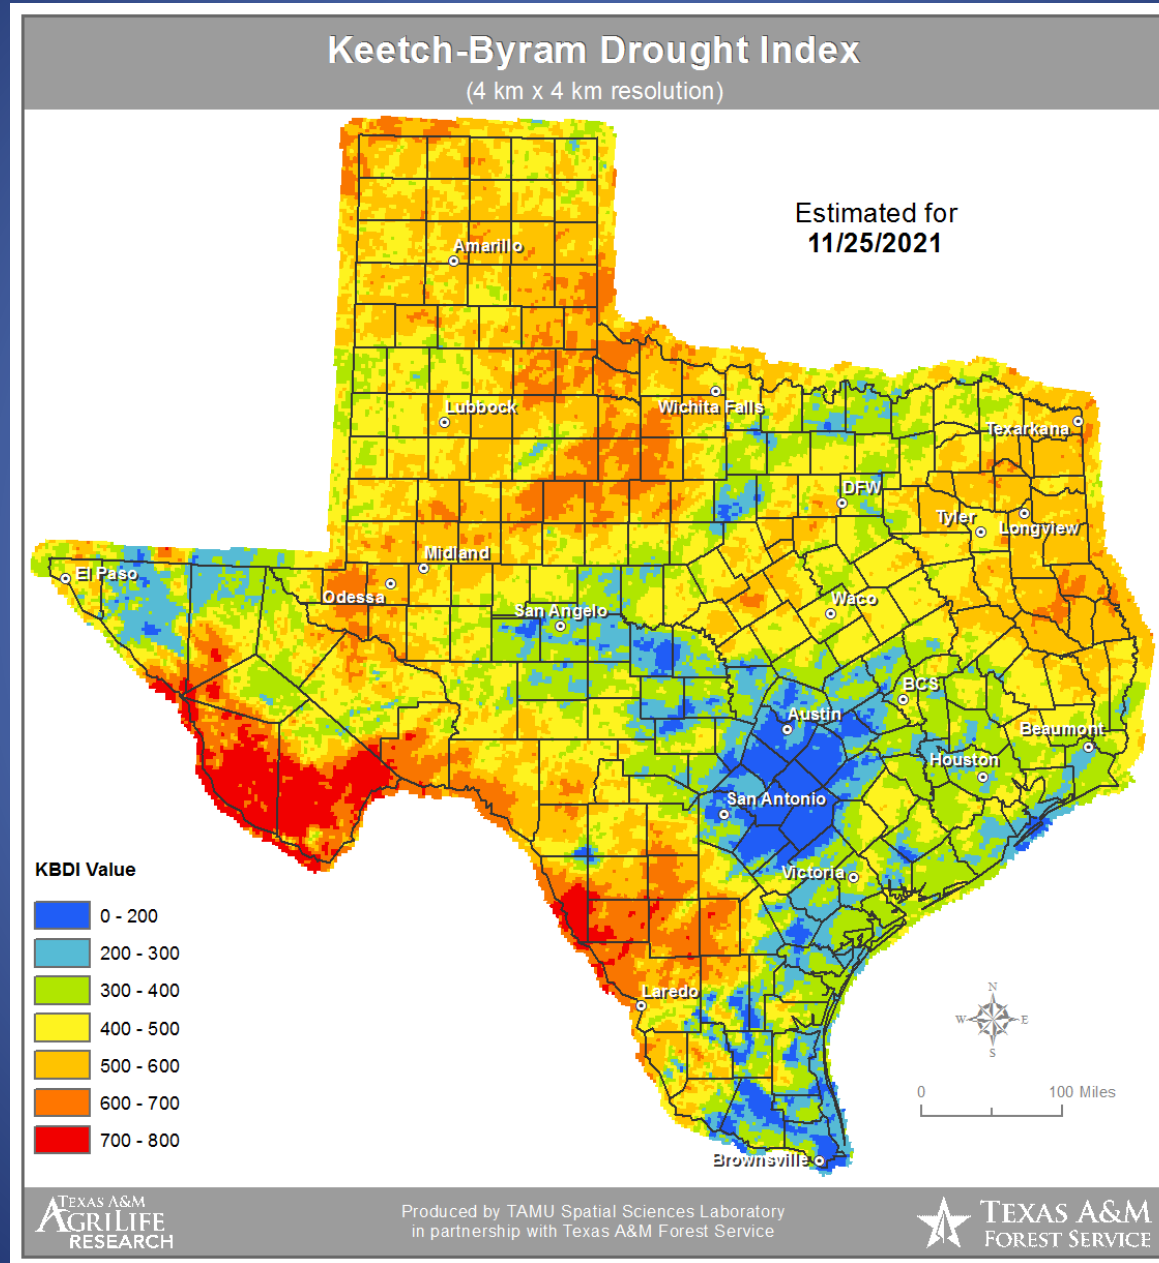 Keetch-Byram Drought Index
(4 km x 4 km resolution)
Estimated for
11/25/2021
Amarillo
Lubbock
Wichita Falls
Texarkana
DFW
Tyler
Longview
Midland
El Paso
Odessa
San Angelo
Waco
BCS
Austin
Beaumont
Houston
San Antonio
Victoria
Laredo
Brownsville
KBDI Value
0 - 200
200 - 300
300 - 400
400 - 500
500 - 600
600 - 700
700 - 800
N
W E
S
0 100 Miles
TEXAS A&M
AGRILIFE
RESEARCH
Produced by TAMU Spatial Sciences Laboratory
in partnership with Texas A&M Forest Service
TEXAS A&M
FOREST SERVICE